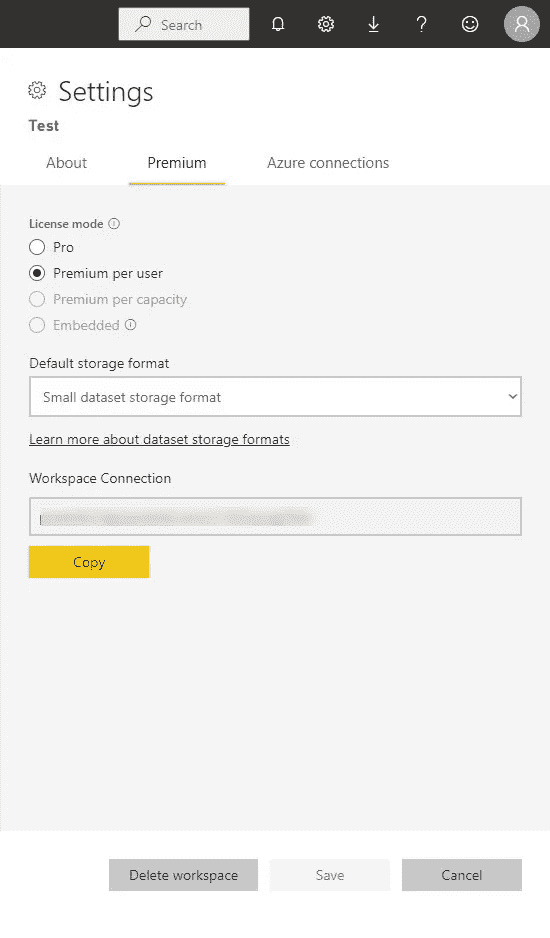 Search
Settings
Test
About Premium Azure connections
License mode
Pro
Premium per user
Premium per capacity
Embedded
Default storage format
Small dataset storage format
Learn more about dataset storage formats
Workspace Connection
Copy
Delete workspace Save Cancel